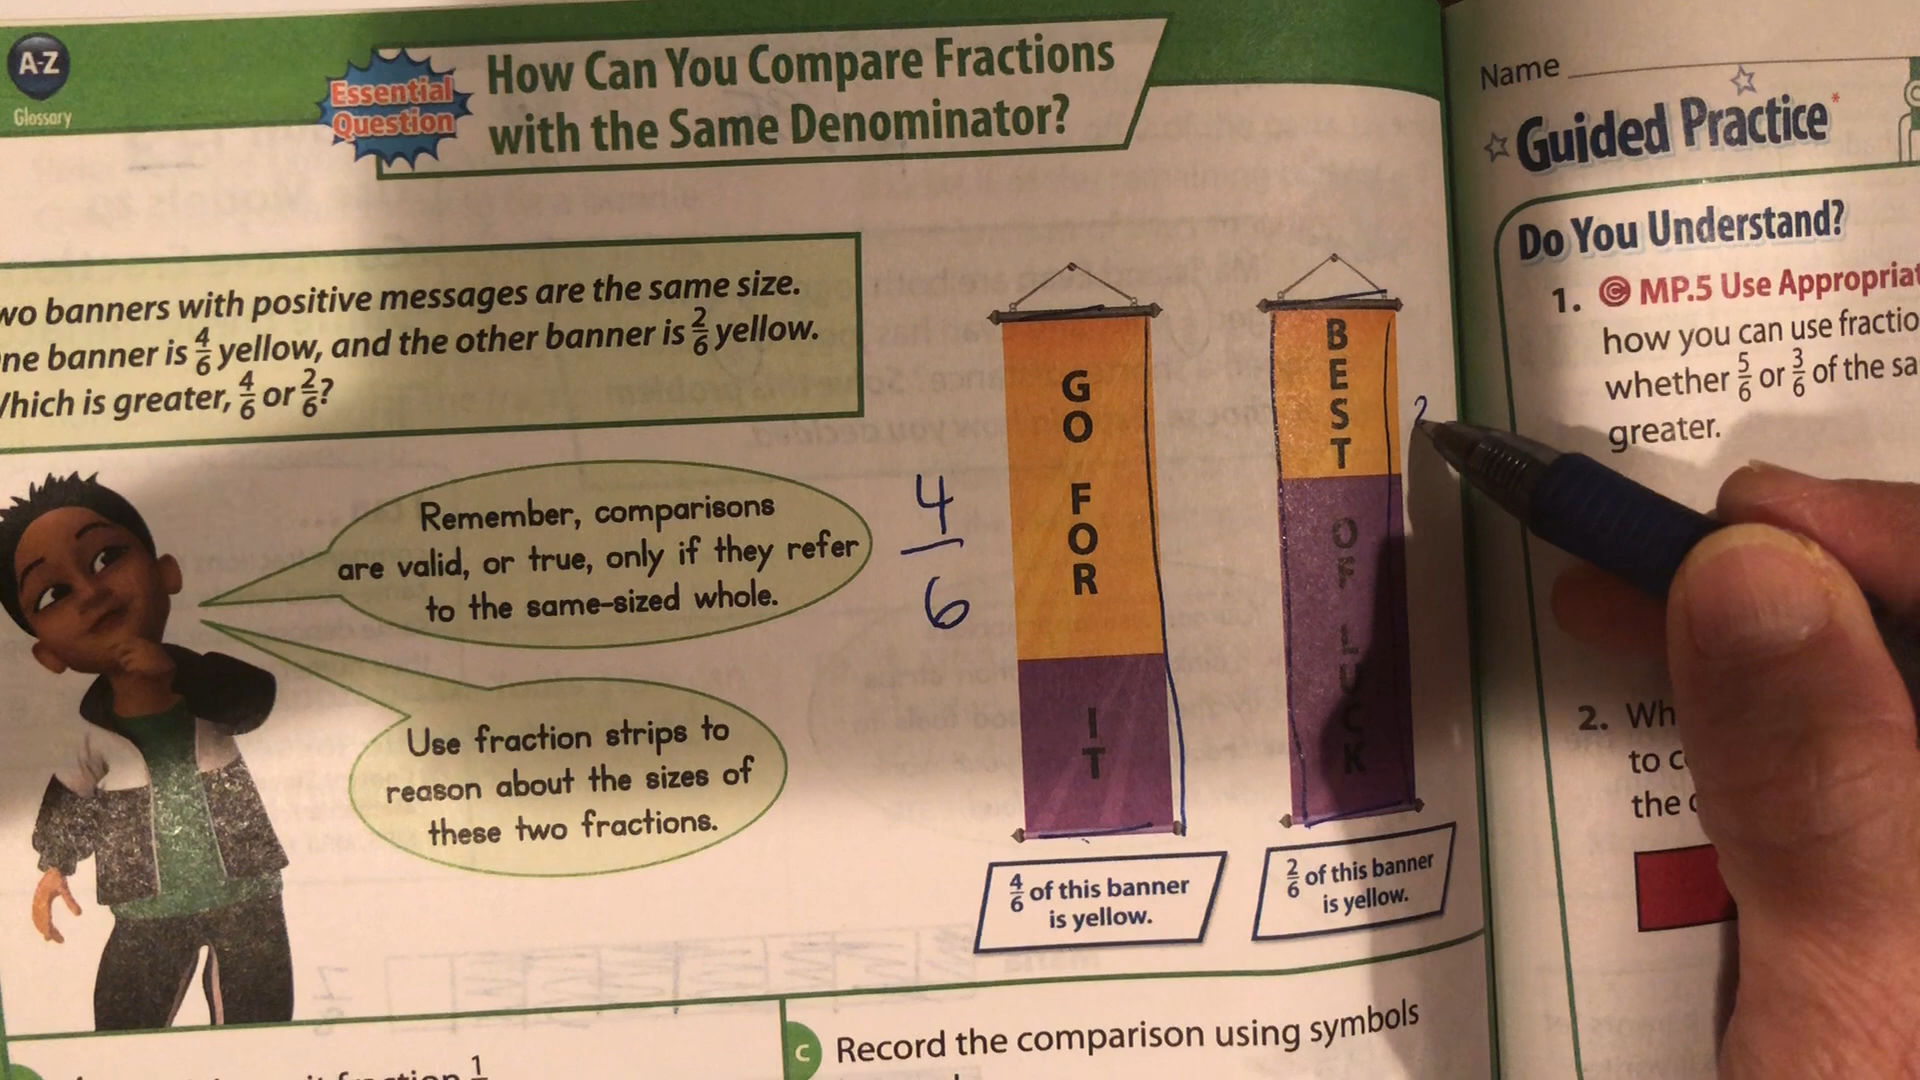 A-Z
Glossary
Essential
Question
How Can You Compare Fractions
with the Same Denominator?
wo banners with positive messages are the same size.
ne banner is 4/6 yellow, and the other banner is 2/6 yellow.
Which is greater, 4/6 or 2/6?
Remember, comparisons
are valid, or true, only if they refer
to the same-sized whole.
Use fraction strips to
reason about the sizes of
these two fractions.
4
6
GO
FOR
IT
BEST
OF
LUCK
2
4/6 of this banner
is yellow.
2/6 of this banner
is yellow.
C Record the comparison using symbols
Name
Guided Practice*
Do You Understand?
1. MP.5 Use Appropriat
how you can use fractio
whether 5/6 or 3/6 of the sa
greater.
2. Wh
to c
the